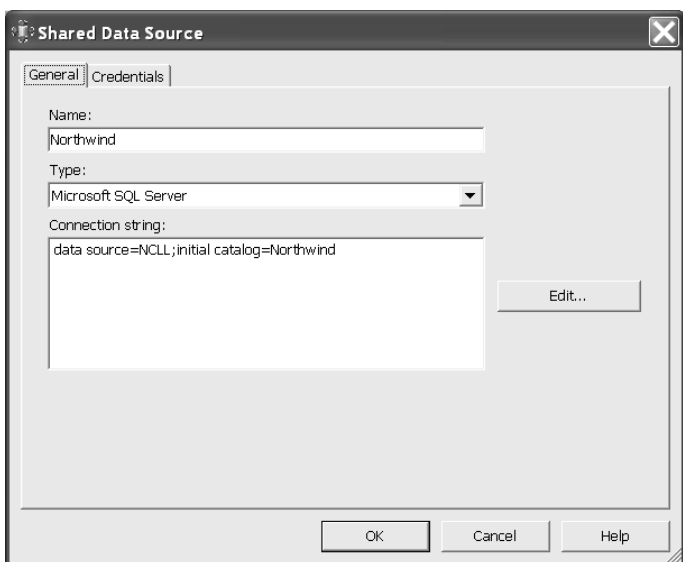 Shared Data Source
General Credentials
Name:
Northwind
Type:
Microsoft SQL Server
Connection string:
data source=NCLL;initial catalog=Northwind
Edit...
OK Cancel Help